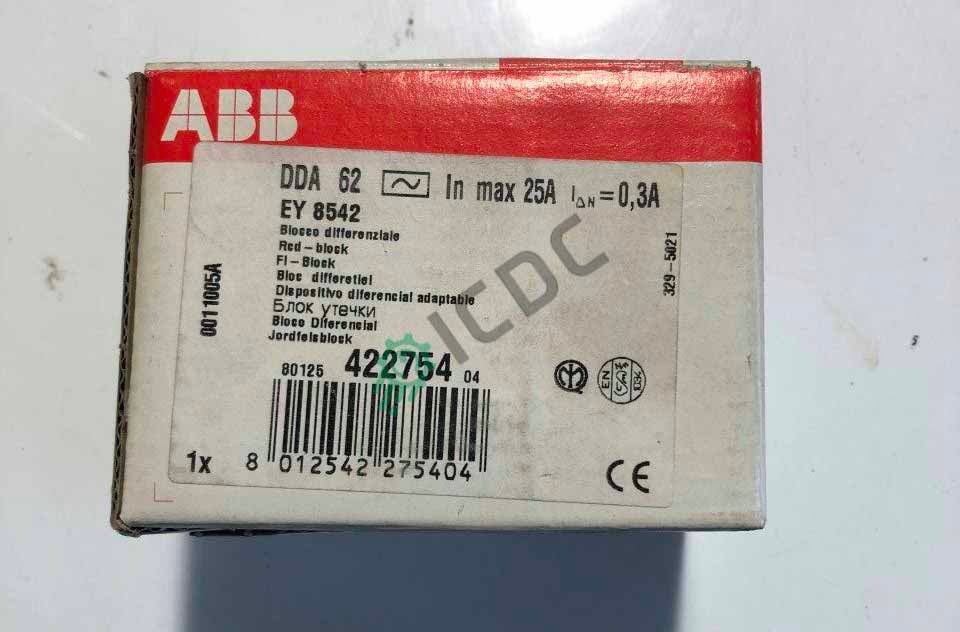 ABB
DDA 62 In max 25A I△N=0,3A
EY 8542
Blocco differenziale
Rcd-block
FI-Block
Bloc differetiel
Dispositivo diferencial adaptable
Блок утечки
Bloco Diferencial
Jordfelsblock
0011005A
329-5021
ICDC
80125 422754 04
EN
1x
8 012542 275404
CE